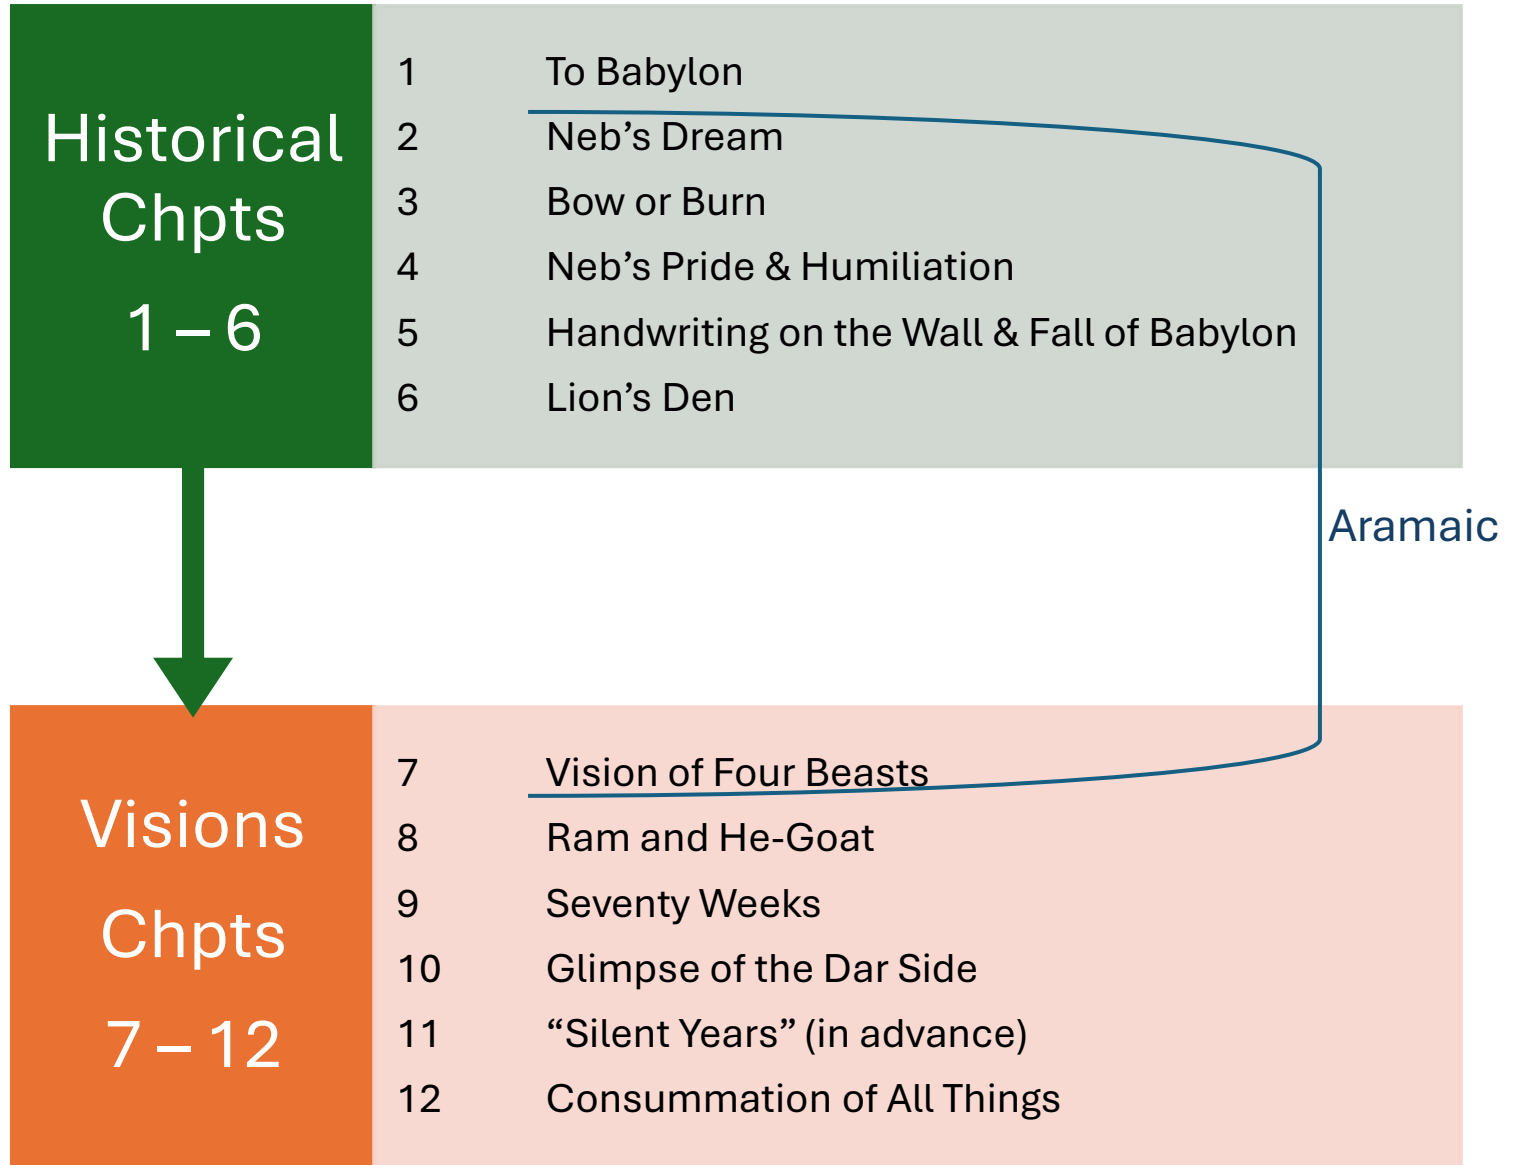 Historical
Chpts
1 – 6
1 To Babylon
2 Neb’s Dream
3 Bow or Burn
4 Neb’s Pride & Humiliation
5 Handwriting on the Wall & Fall of Babylon
6 Lion’s Den
Aramaic
Visions
Chpts
7 – 12
7 Vision of Four Beasts
8 Ram and He-Goat
9 Seventy Weeks
10 Glimpse of the Dar Side
11 “Silent Years” (in advance)
12 Consummation of All Things